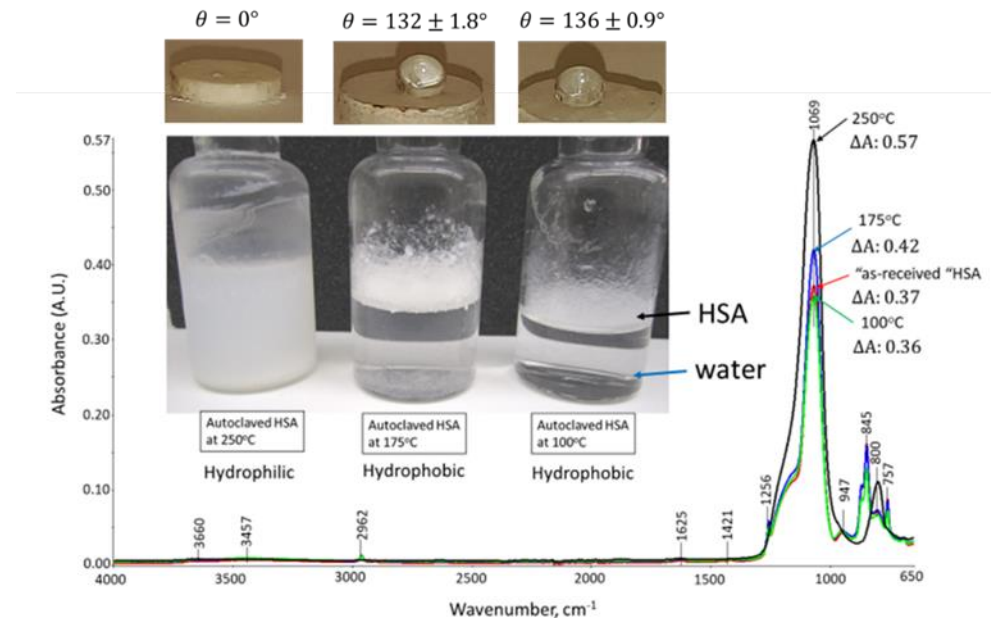 θ = 0°
θ = 132 ± 1.8°
θ = 136 ± 0.9°
1069
250°C
ΔA: 0.57
175°C
ΔA: 0.42
“as-received “HSA
ΔA: 0.37
100°C
ΔA: 0.36
HSA
water
Autoclaved HSA
at 250°C
Autoclaved HSA
at 175°C
Autoclaved HSA
at 100°C
Hydrophilic
Hydrophobic
Hydrophobic
Absorbance (A.U.)
0.57
0.50
0.40
0.30
0.20
0.10
0.00
3660
3457
2962
1625
1421
1256
947
845
800
757
4000
3500
3000
2500
2000
1500
1000
650
Wavenumber, cm⁻¹